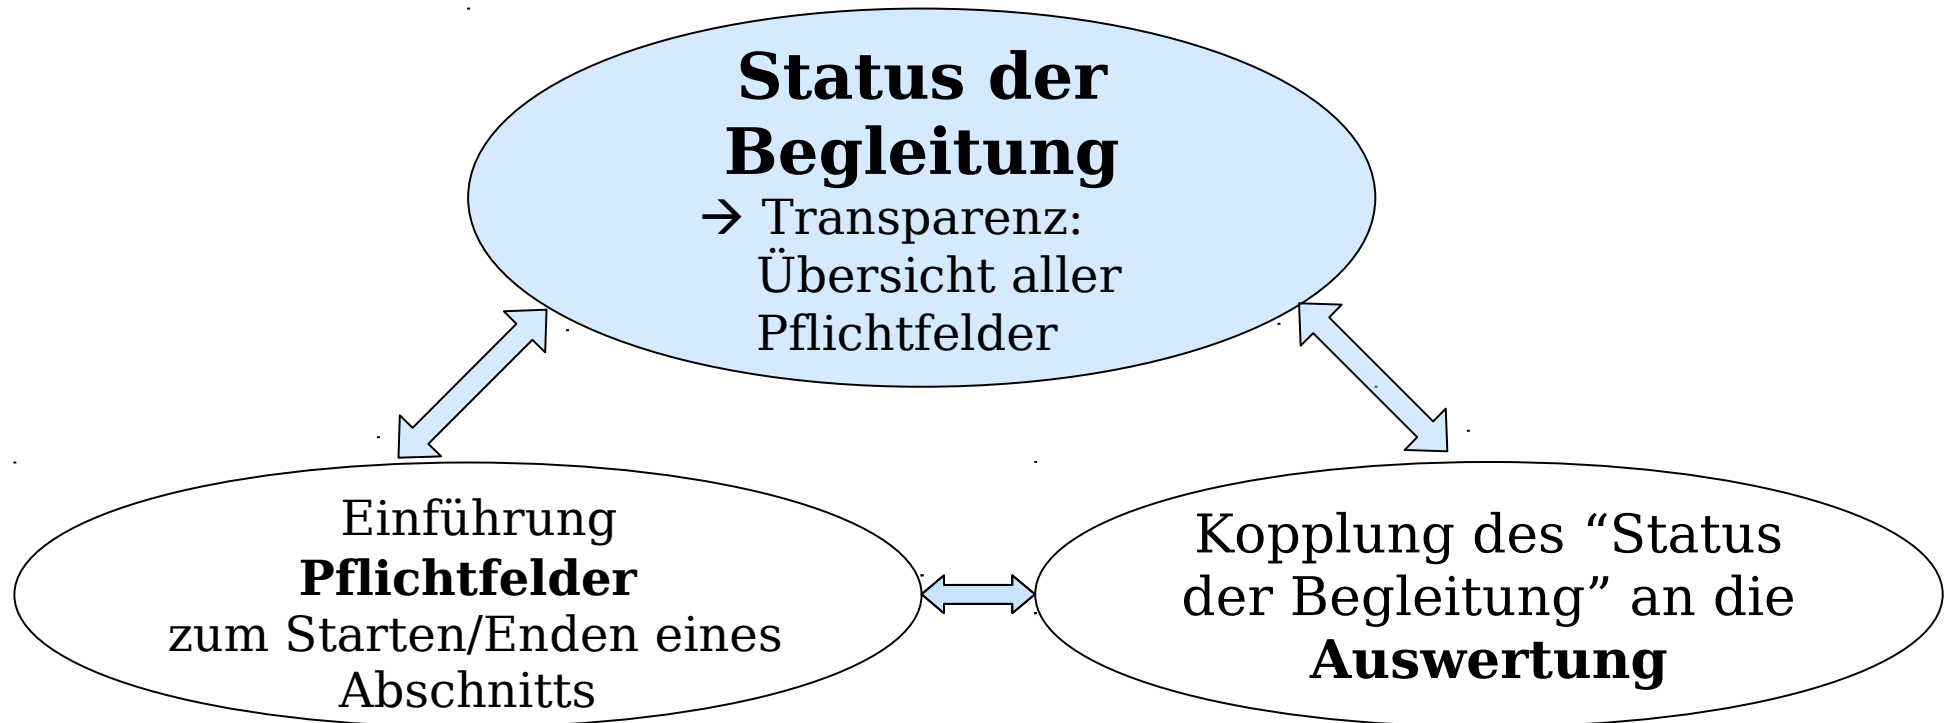 Status der
Begleitung
→ Transparenz:
Übersicht aller
Pflichtfelder
Einführung
Pflichtfelder
zum Starten/Enden eines
Abschnitts
Kopplung des “Status
der Begleitung” an die
Auswertung